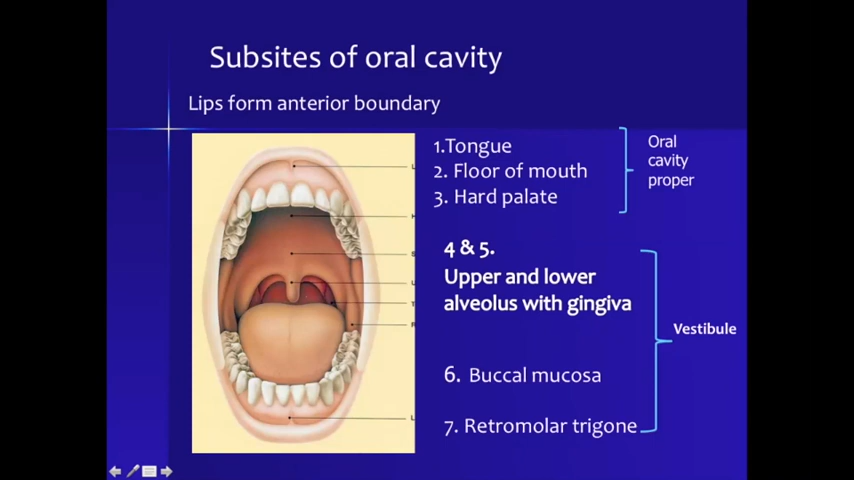 Subsites of oral cavity
Lips form anterior boundary
1.Tongue
2. Floor of mouth
3. Hard palate
Oral
cavity
proper
4 & 5.
Upper and lower
alveolus with gingiva
Vestibule
6. Buccal mucosa
7. Retromolar trigone
L
H
S
U
T
R
L